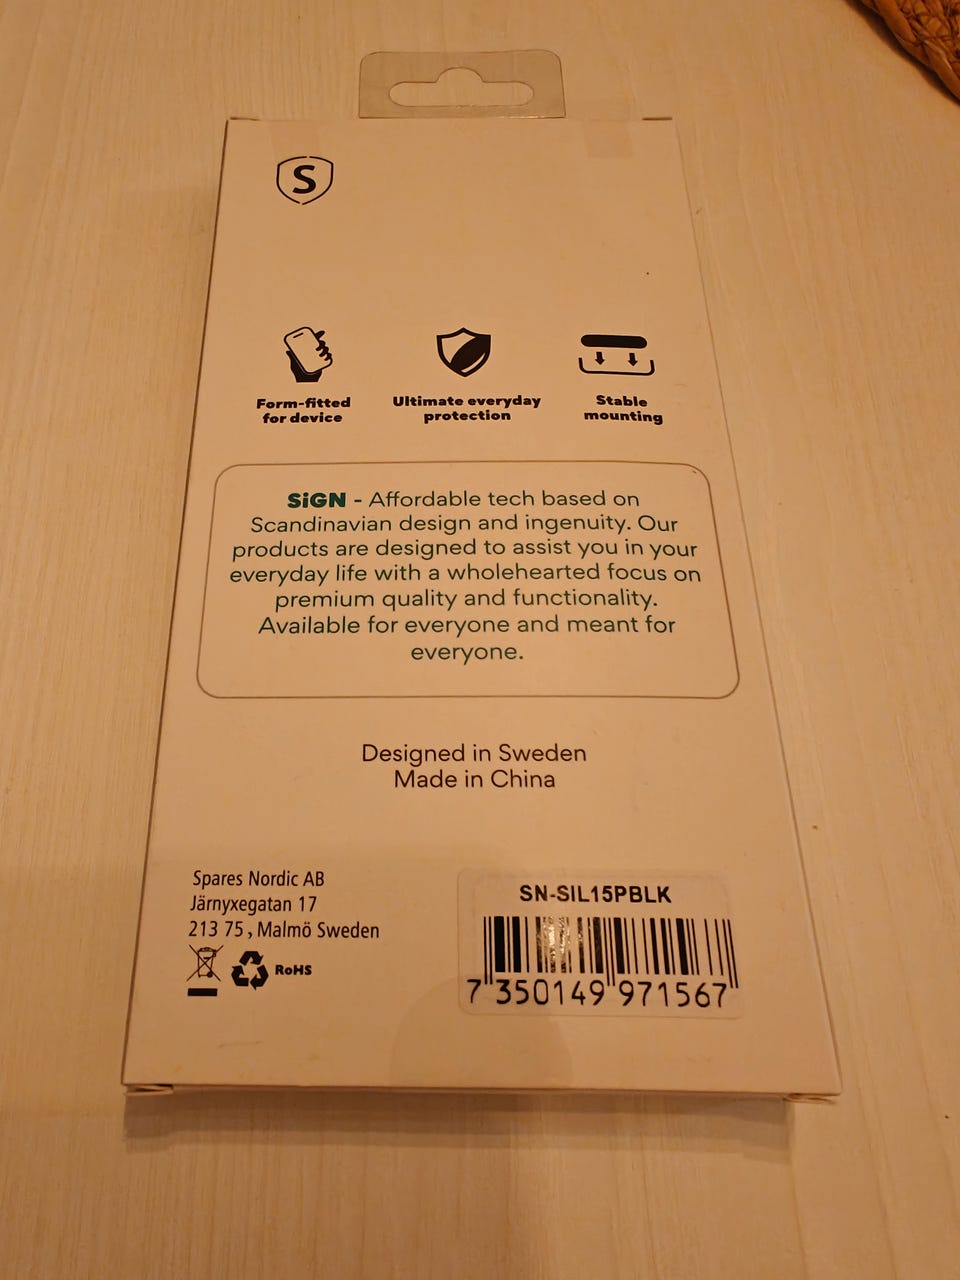 S
Form-fitted
for device
Ultimate everyday
protection
Stable
mounting
SiGN - Affordable tech based on
Scandinavian design and ingenuity. Our
products are designed to assist you in your
everyday life with a wholehearted focus on
premium quality and functionality.
Available for everyone and meant for
everyone.
Designed in Sweden
Made in China
Spares Nordic AB
Järnyxegatan 17
213 75, Malmö Sweden
RoHS
SN-SIL15PBLK
7 350149 971567